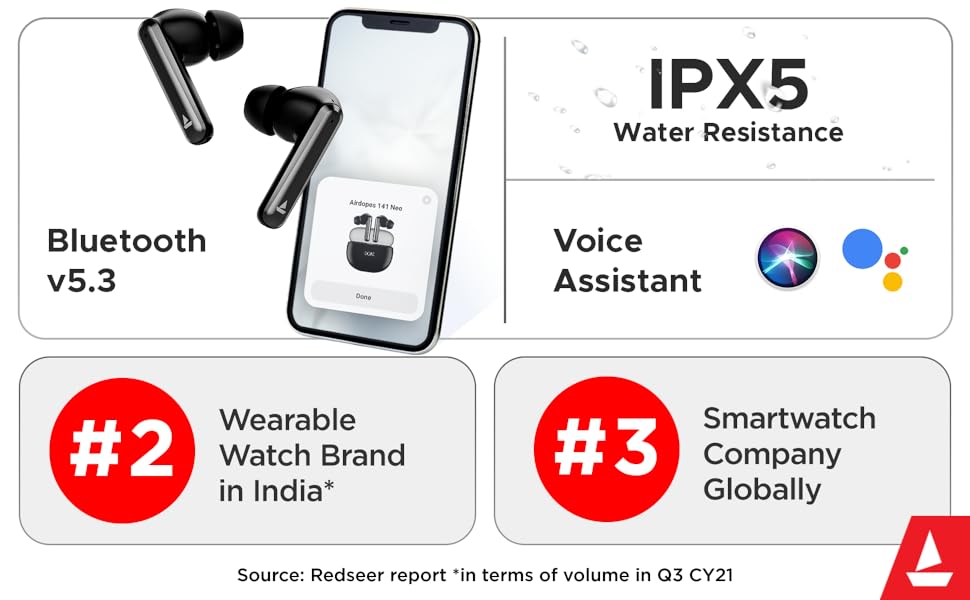 Bluetooth
v5.3
Airdopes 141 Neo
Done
IPX5
Water Resistance
Voice
Assistant
#2
Wearable
Watch Brand
in India*
#3
Smartwatch
Company
Globally
Source: Redseer report *in terms of volume in Q3 CY21